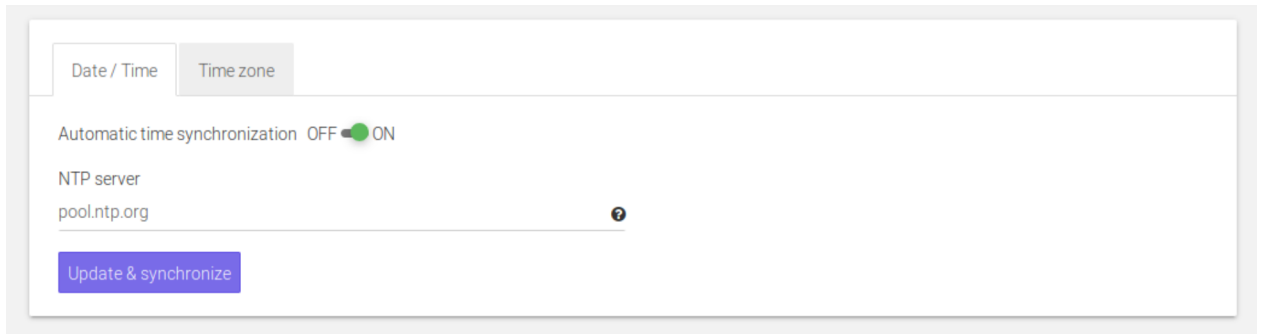 Date / Time Time zone
Automatic time synchronization OFF ON
NTP server
pool.ntp.org ?
Update & synchronize